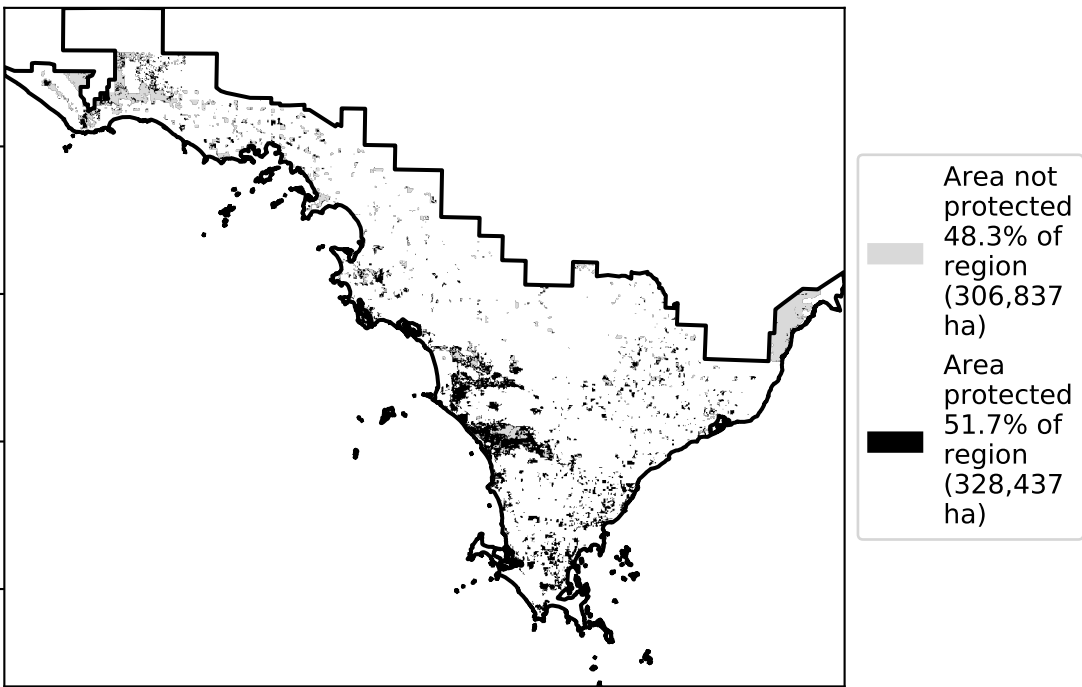 Area not
protected
48.3% of
region
(306,837
ha)
Area
protected
51.7% of
region
(328,437
ha)